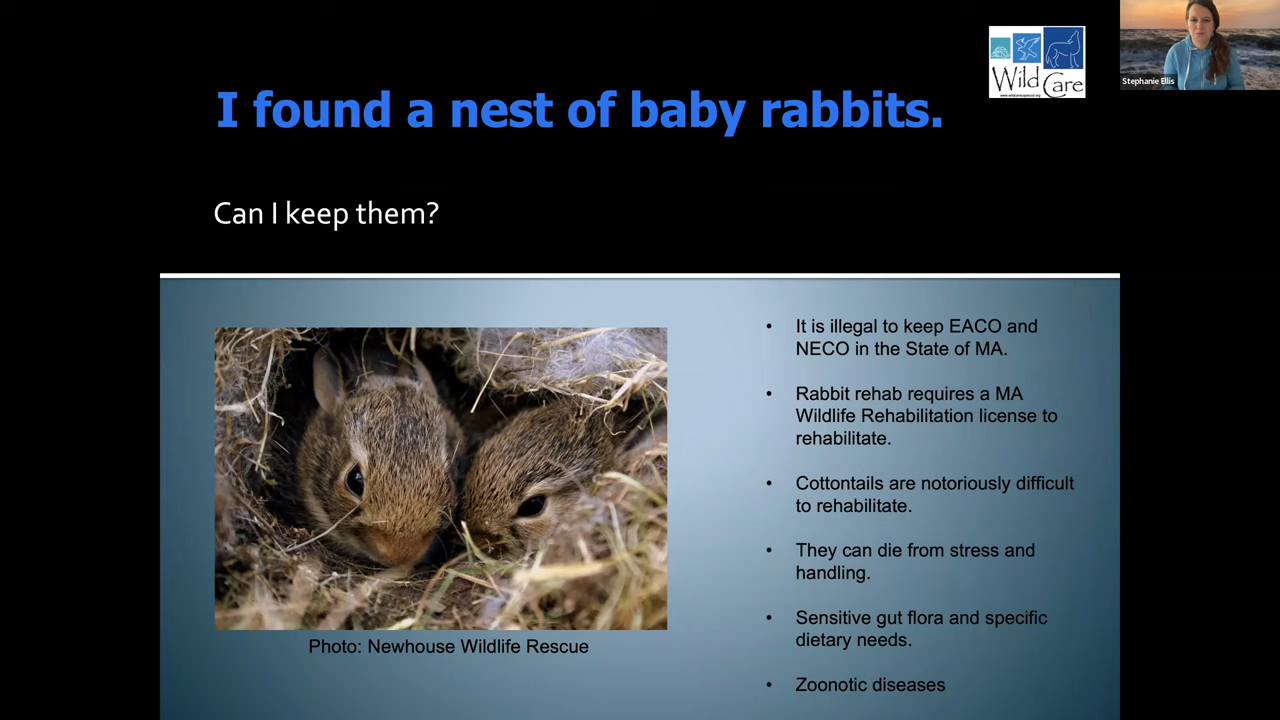 I found a nest of baby rabbits.
Wild Care
Stephanie Ellis
Can I keep them?
• It is illegal to keep EACO and
NECO in the State of MA.
• Rabbit rehab requires a MA
Wildlife Rehabilitation license to
rehabilitate.
• Cottontails are notoriously difficult
to rehabilitate.
• They can die from stress and
handling.
• Sensitive gut flora and specific
dietary needs.
• Zoonotic diseases
Photo: Newhouse Wildlife Rescue